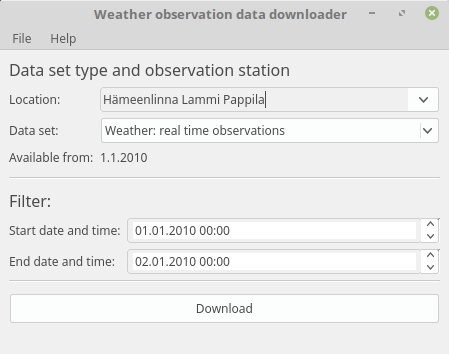 Weather observation data downloader
File Help
Data set type and observation station
Location: Hämeenlinna Lammi Pappila
Data set: Weather: real time observations
Available from: 1.1.2010
Filter:
Start date and time: 01.01.2010 00:00
End date and time: 02.01.2010 00:00
Download